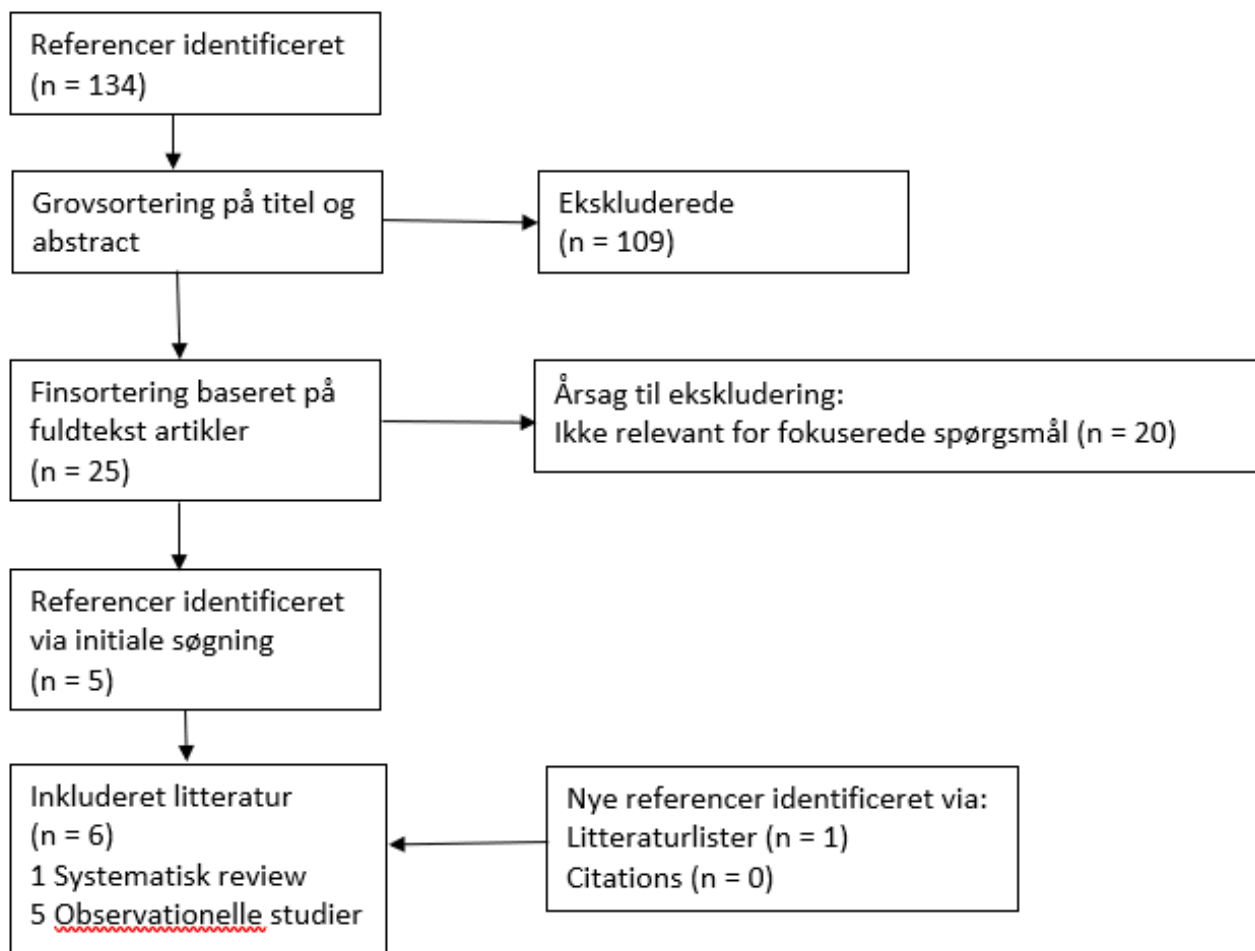 Referencer identificeret
(n = 134)
Grovsortering på titel og
abstract
Ekskluderede
(n = 109)
Finsortering baseret på
fuldtekst artikler
(n = 25)
Årsag til ekskludering:
Ikke relevant for fokuserede spørgsmål (n = 20)
Referencer identificeret
via initiale søgning
(n = 5)
Inkluderet litteratur
(n = 6)
1 Systematisk review
5 Observationelle studier
Nye referencer identificeret via:
Litteraturlister (n = 1)
Citations (n = 0)